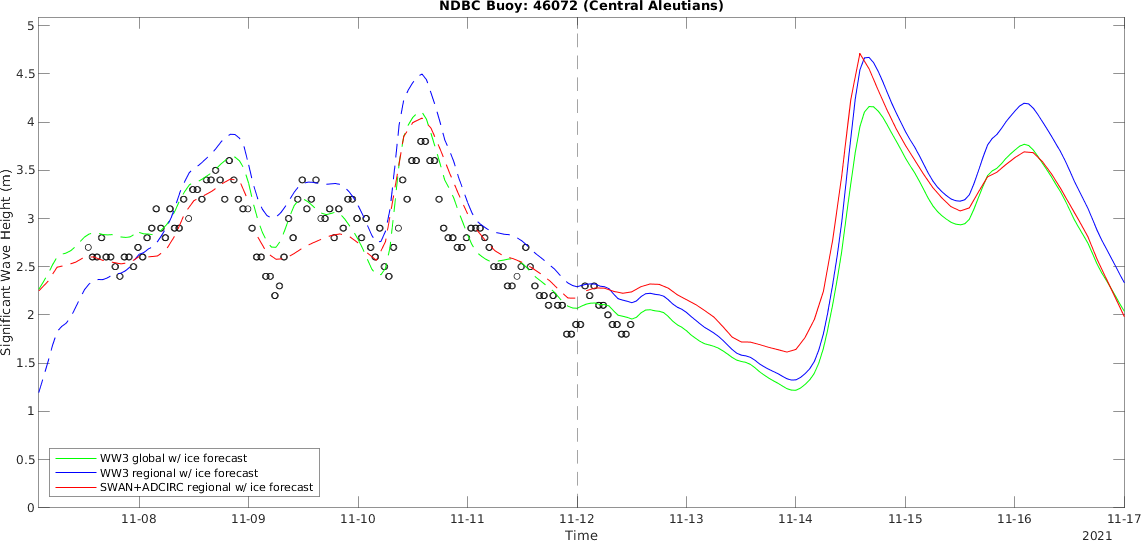 NDBC Buoy: 46072 (Central Aleutians)
5
4.5
4
3.5
3
2.5
2
1.5
1
0.5
0
Significant Wave Height (m)
WW3 global w/ ice forecast
WW3 regional w/ ice forecast
SWAN+ADCIRC regional w/ ice forecast
11-08 11-09 11-10 11-11 11-12 11-13 11-14 11-15 11-16 11-17
Time
2021